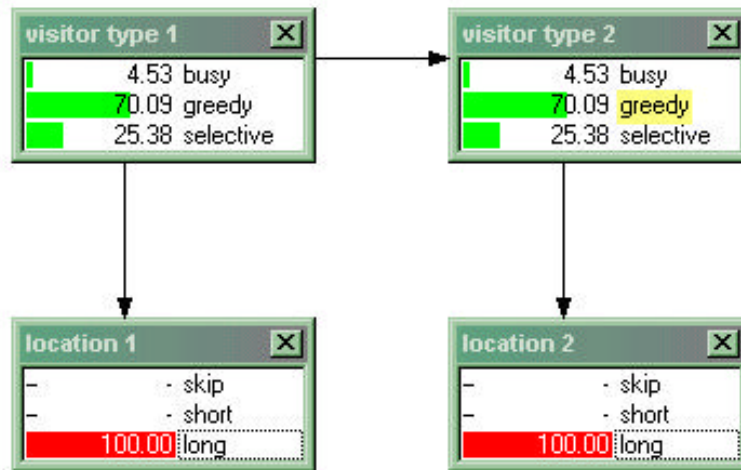 visitor type 1
4.53 busy
70.09 greedy
25.38 selective
visitor type 2
4.53 busy
70.09 greedy
25.38 selective
location 1
- - skip
- - short
100.00 long
location 2
- - skip
- - short
100.00 long